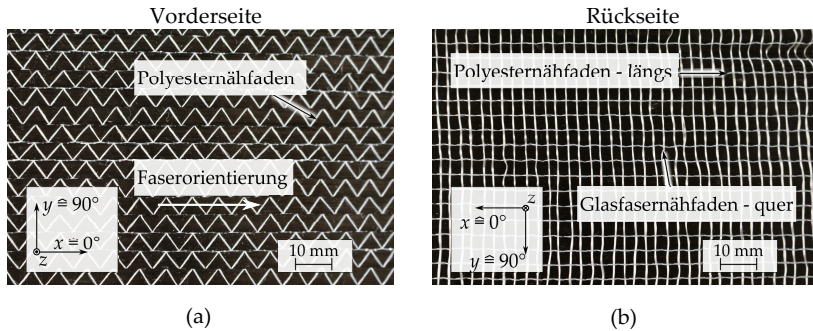 Vorderseite
Polyesternähfaden
Faserorientierung
y ≙ 90°
x ≙ 0°
z
10 mm
(a)
Rückseite
Polyesternähfaden - längs
Glasfasernähfaden - quer
z
x ≙ 0°
y ≙ 90°
10 mm
(b)